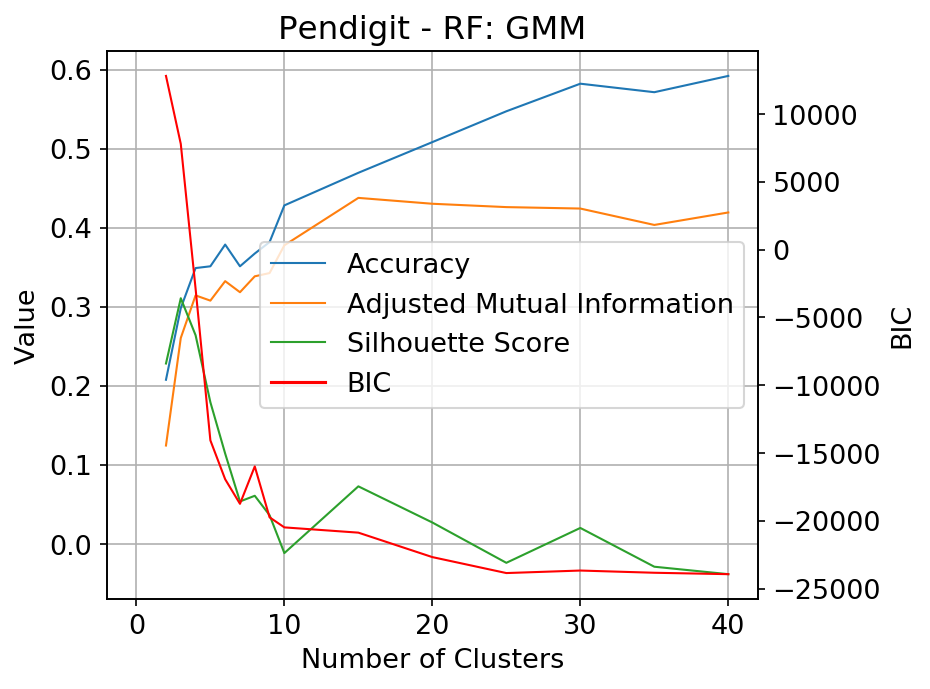 Pendigit - RF: GMM
Value
0.6
0.5
0.4
0.3
0.2
0.1
0.0
Accuracy
Adjusted Mutual Information
Silhouette Score
BIC
10000
5000
0
−5000
−10000
−15000
−20000
−25000
BIC
0
10
20
30
40
Number of Clusters